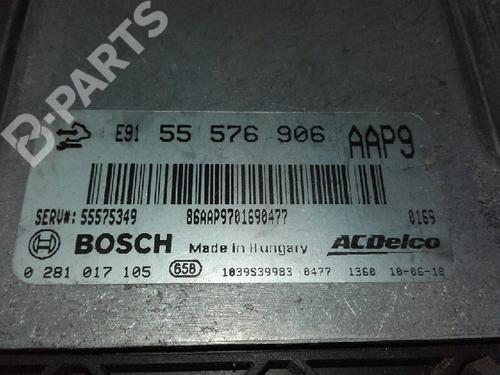 B-PARTS
E91 55 576 906 AAP9
SERV#: 55575349 86AAP9701690477 0169
BOSCH Made in Hungary ACDelco
0 281 017 105 658 1039S39983 0477 1360 10-06-18